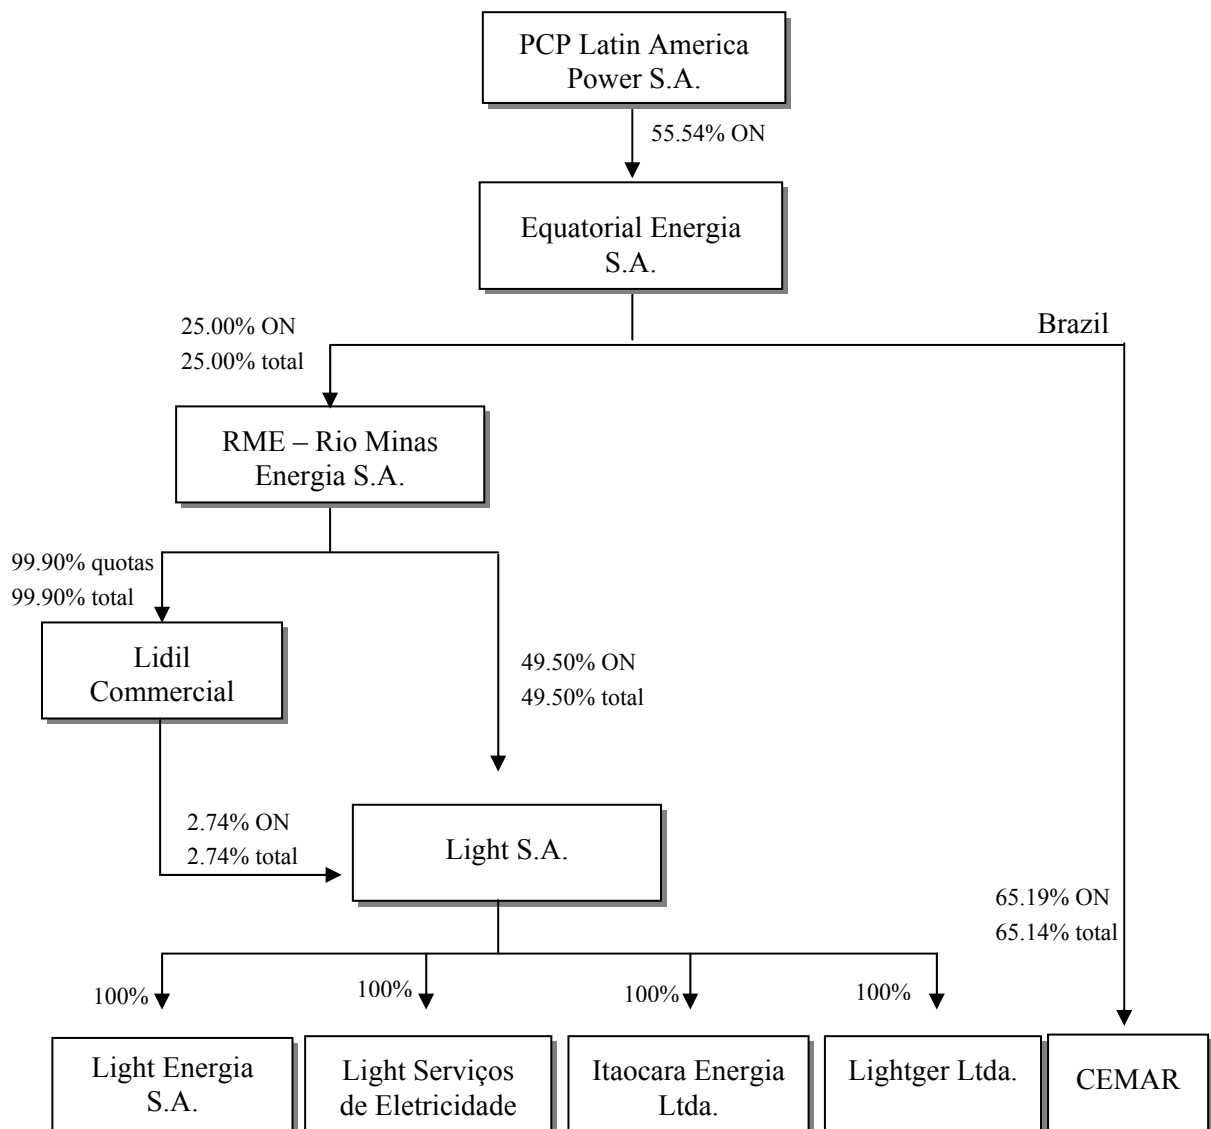 PCP Latin America
Power S.A.
55.54% ON
Equatorial Energia
S.A.
25.00% ON
25.00% total
Brazil
RME – Rio Minas
Energia S.A.
99.90% quotas
99.90% total
Lidil
Commercial
49.50% ON
49.50% total
2.74% ON
2.74% total
Light S.A.
65.19% ON
65.14% total
100%
100%
100%
100%
Light Energia
S.A.
Light Serviços
de Eletricidade
Itaocara Energia
Ltda.
Lightger Ltda.
CEMAR